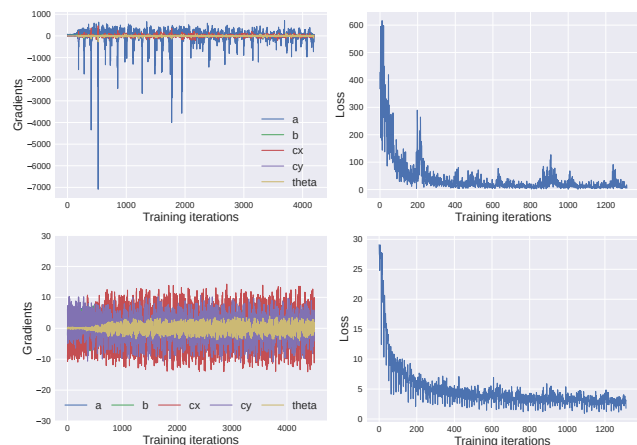 1000
0
−1000
−2000
−3000
−4000
−5000
−6000
−7000
Gradients
a
b
cx
cy
theta
0 1000 2000 3000 4000
Training iterations
600
500
400
300
200
100
0
Loss
0 200 400 600 800 1000 1200
Training iterations
30
20
10
0
−10
−20
−30
Gradients
a b cx cy theta
0 1000 2000 3000 4000
Training iterations
30
25
20
15
10
5
0
Loss
0 200 400 600 800 1000 1200
Training iterations